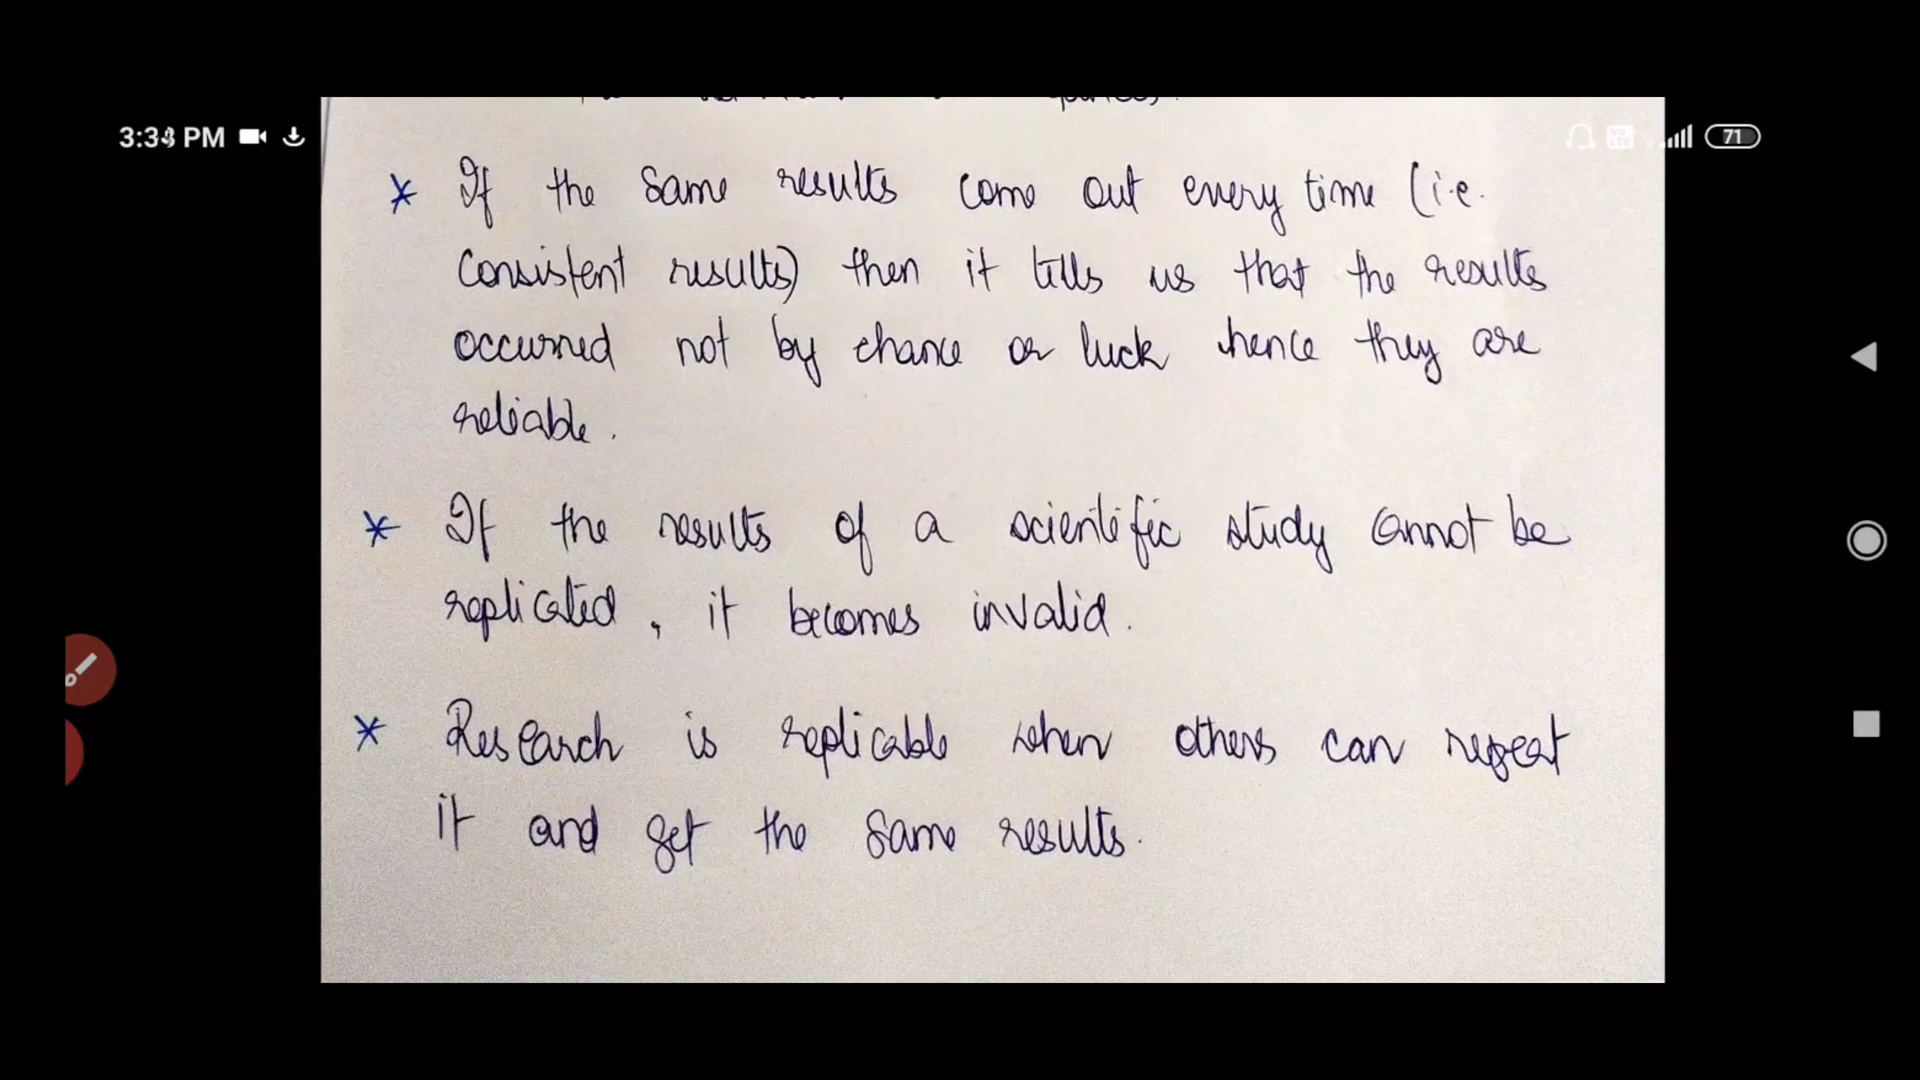 3:33 PM
71
* If the same results come out every time (i.e.
consistent results) then it tells us that the results
occurred not by chance or luck hence they are
reliable.
* If the results of a scientific study cannot be
replicated, it becomes invalid.
* Research is replicable when others can repeat
it and get the same results.